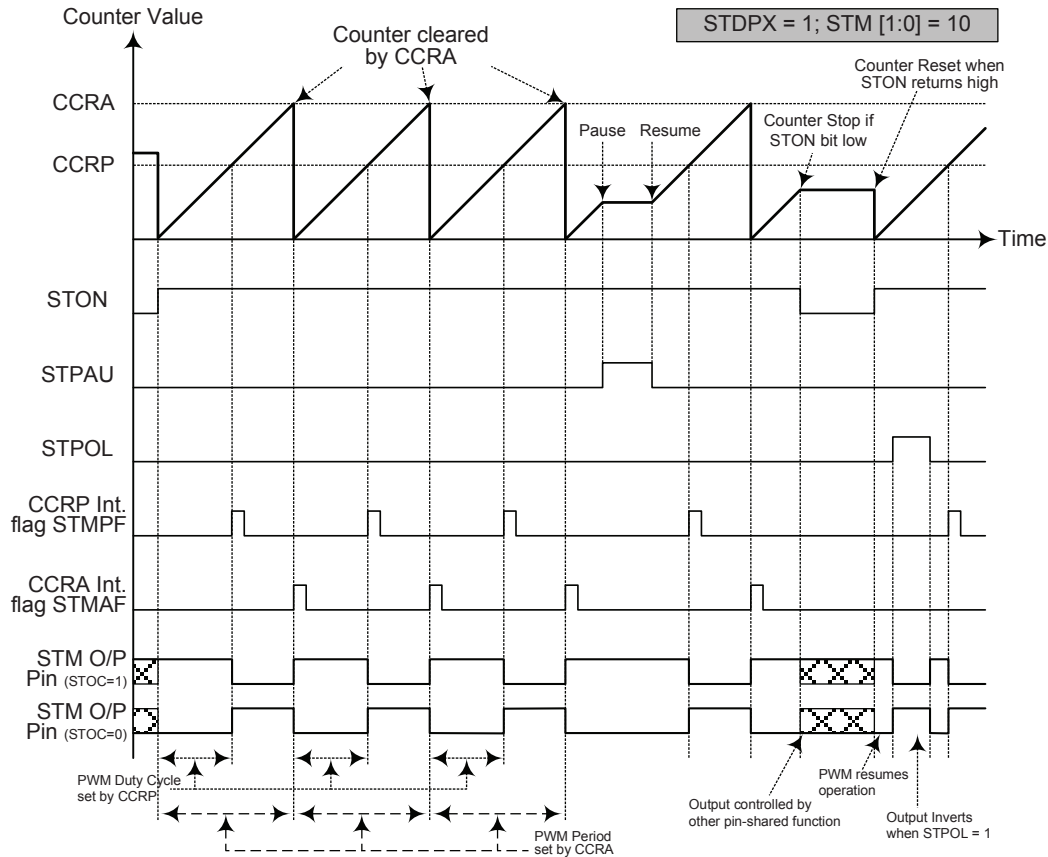 Counter Value
STDPX = 1; STM [1:0] = 10
Counter cleared
by CCRA
Counter Reset when
STON returns high
CCRA
Pause
Resume
Counter Stop if
STON bit low
CCRP
Time
STON
STPAU
STPOL
CCRP Int.
flag STMPF
CCRA Int.
flag STMAF
STM O/P
Pin (STOC=1)
STM O/P
Pin (STOC=0)
PWM Duty Cycle
set by CCRP
PWM resumes
operation
Output controlled by
other pin-shared function
Output Inverts
when STPOL = 1
PWM Period
set by CCRA